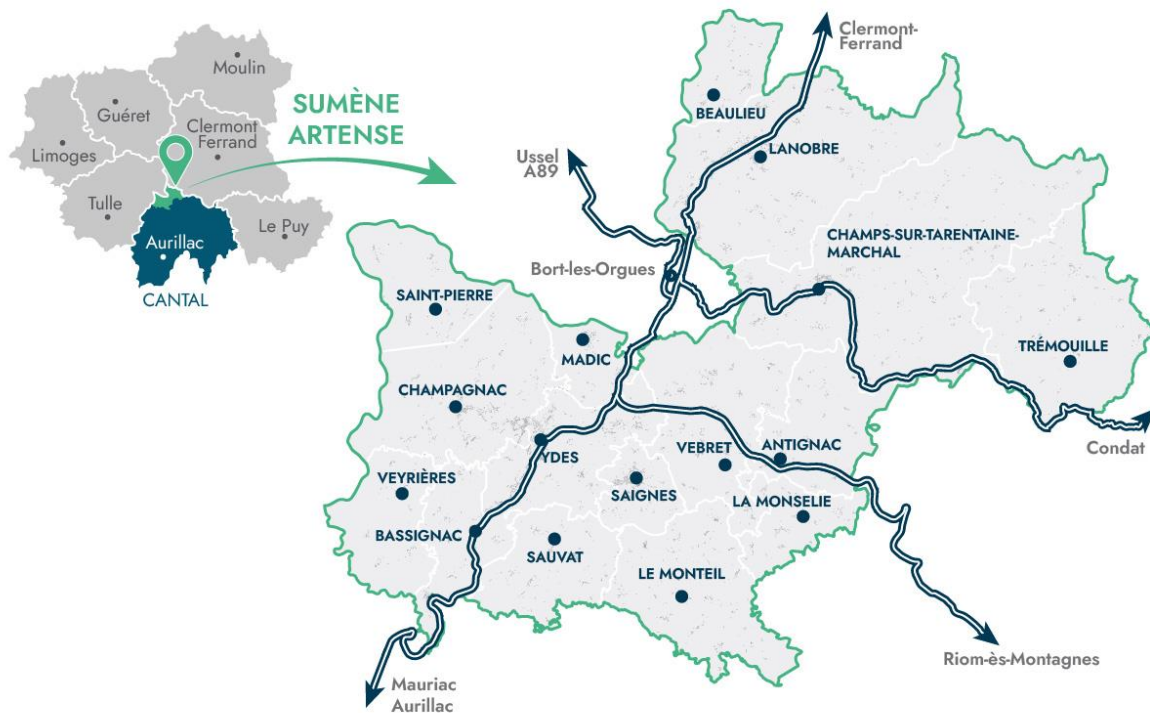 Moulin
Guéret
Clermont
Ferrand
Limoges
Tulle
Le Puy
Aurillac
CANTAL
SUMÈNE
ARTENSE
Clermont-
Ferrand
BEAULIEU
LANOBRE
Ussel
A89
CHAMPS-SUR-TARENTAINE-
MARCHAL
Bort-les-Orgues
SAINT-PIERRE
MADIC
TRÉMOUILLE
CHAMPAGNAC
Condat
YDES
VEBRET
ANTIGNAC
VEYRIÈRES
SAIGNES
LA MONSELIE
BASSIGNAC
SAUVAT
LE MONTEIL
Riom-ès-Montagnes
Mauriac
Aurillac